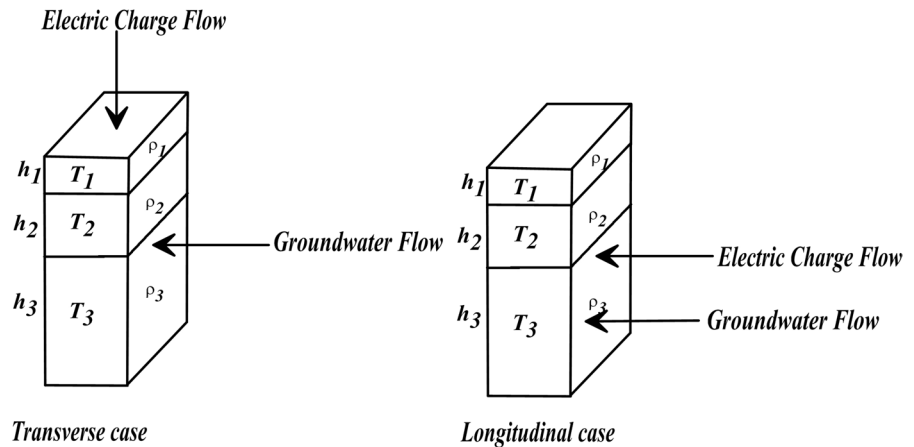 Electric Charge Flow
h1
T1
ρ1
h2
T2
ρ2
Groundwater Flow
h3
T3
ρ3
Transverse case
h1
T1
ρ1
h2
T2
ρ2
Electric Charge Flow
h3
T3
ρ3
Groundwater Flow
Longitudinal case